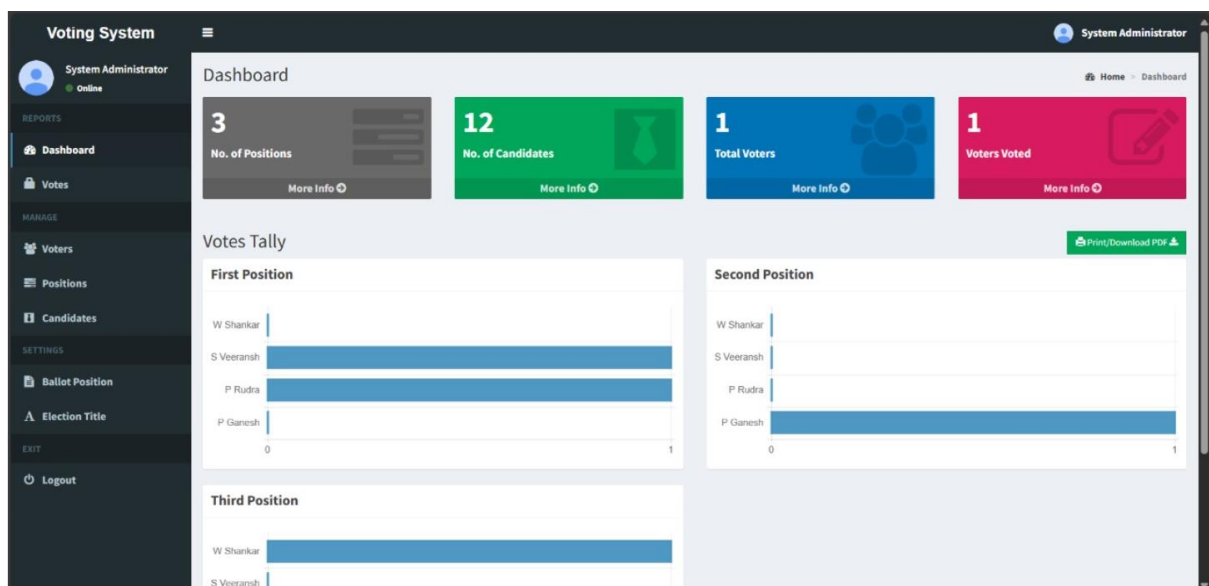 Voting System
System Administrator
System Administrator
Online
REPORTS
Dashboard
Votes
MANAGE
Voters
Positions
Candidates
SETTINGS
Ballot Position
A Election Title
EXIT
Logout
Dashboard
Home > Dashboard
3
No. of Positions
More Info
12
No. of Candidates
More Info
1
Total Voters
More Info
1
Voters Voted
More Info
Votes Tally
Print/Download PDF
First Position
W Shankar
S Veeransh
P Rudra
P Ganesh
0 1
Second Position
W Shankar
S Veeransh
P Rudra
P Ganesh
0 1
Third Position
W Shankar
S Veeransh